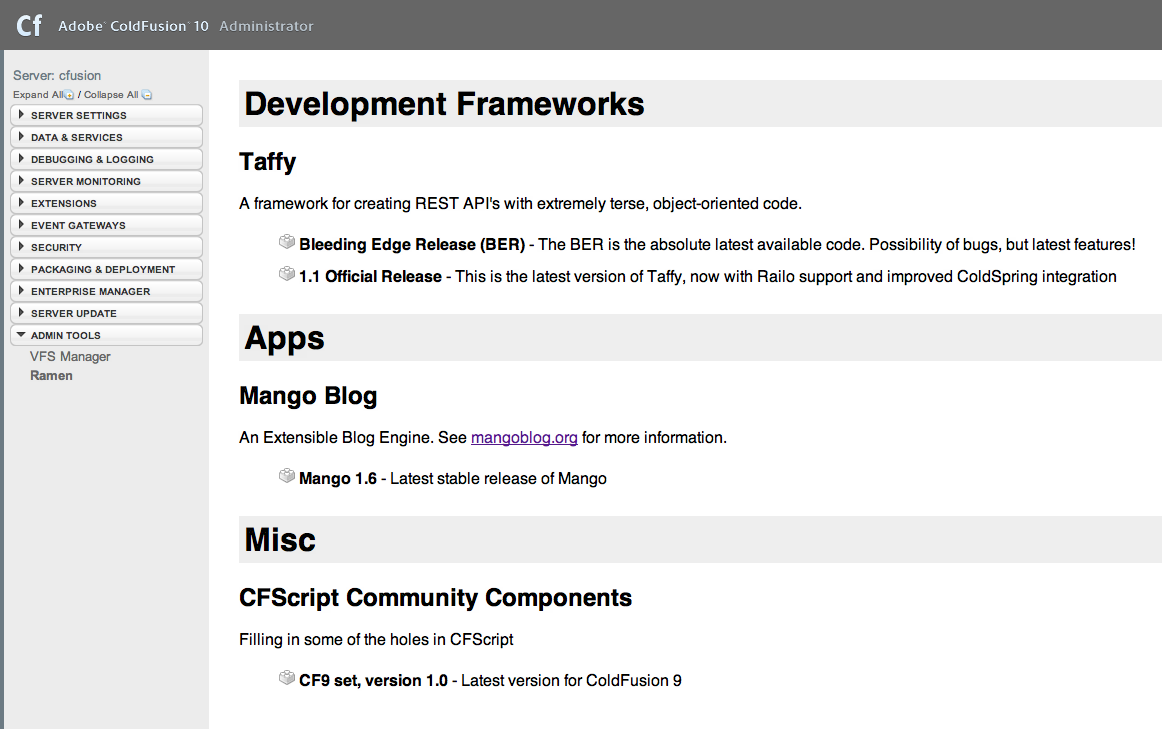 Cf Adobe® ColdFusion® 10 Administrator
Server: cfusion
Expand All / Collapse All
SERVER SETTINGS
DATA & SERVICES
DEBUGGING & LOGGING
SERVER MONITORING
EXTENSIONS
EVENT GATEWAYS
SECURITY
PACKAGING & DEPLOYMENT
ENTERPRISE MANAGER
SERVER UPDATE
ADMIN TOOLS
VFS Manager
Ramen
Development Frameworks
Taffy
A framework for creating REST API's with extremely terse, object-oriented code.
Bleeding Edge Release (BER) - The BER is the absolute latest available code. Possibility of bugs, but latest features!
1.1 Official Release - This is the latest version of Taffy, now with Railo support and improved ColdSpring integration
Apps
Mango Blog
An Extensible Blog Engine. See mangoblog.org for more information.
Mango 1.6 - Latest stable release of Mango
Misc
CFScript Community Components
Filling in some of the holes in CFScript
CF9 set, version 1.0 - Latest version for ColdFusion 9